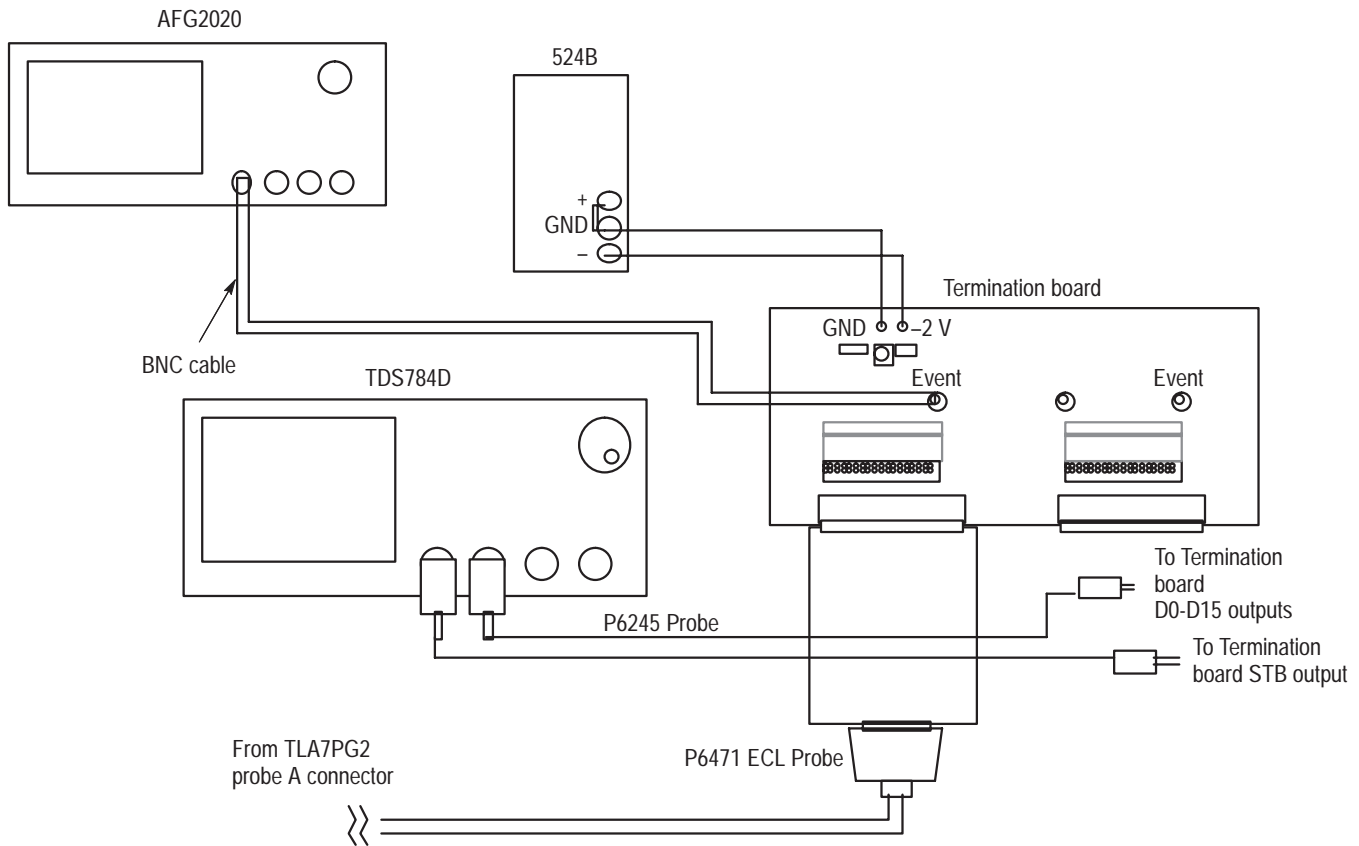 AFG2020
524B
+
GND
–
Termination board
GND
–2 V
BNC cable
TDS784D
Event
Event
To Termination
board
D0-D15 outputs
P6245 Probe
To Termination
board STB output
From TLA7PG2
probe A connector
P6471 ECL Probe